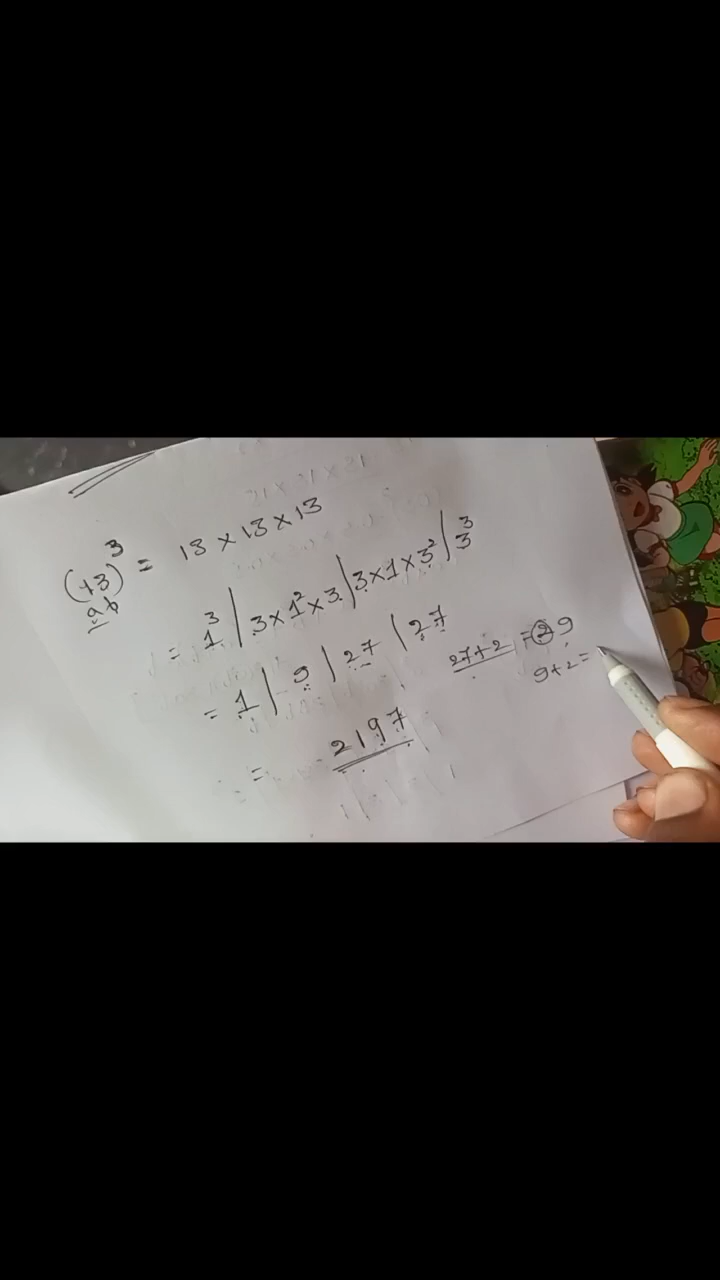 (13)³ = 13 × 13 × 13
a b
= 1³ | 3×1²×3 | 3×1×3² | 3³
= 1 | 9 | 27 | 27
27+2 = 29
9+2 =
= 2197